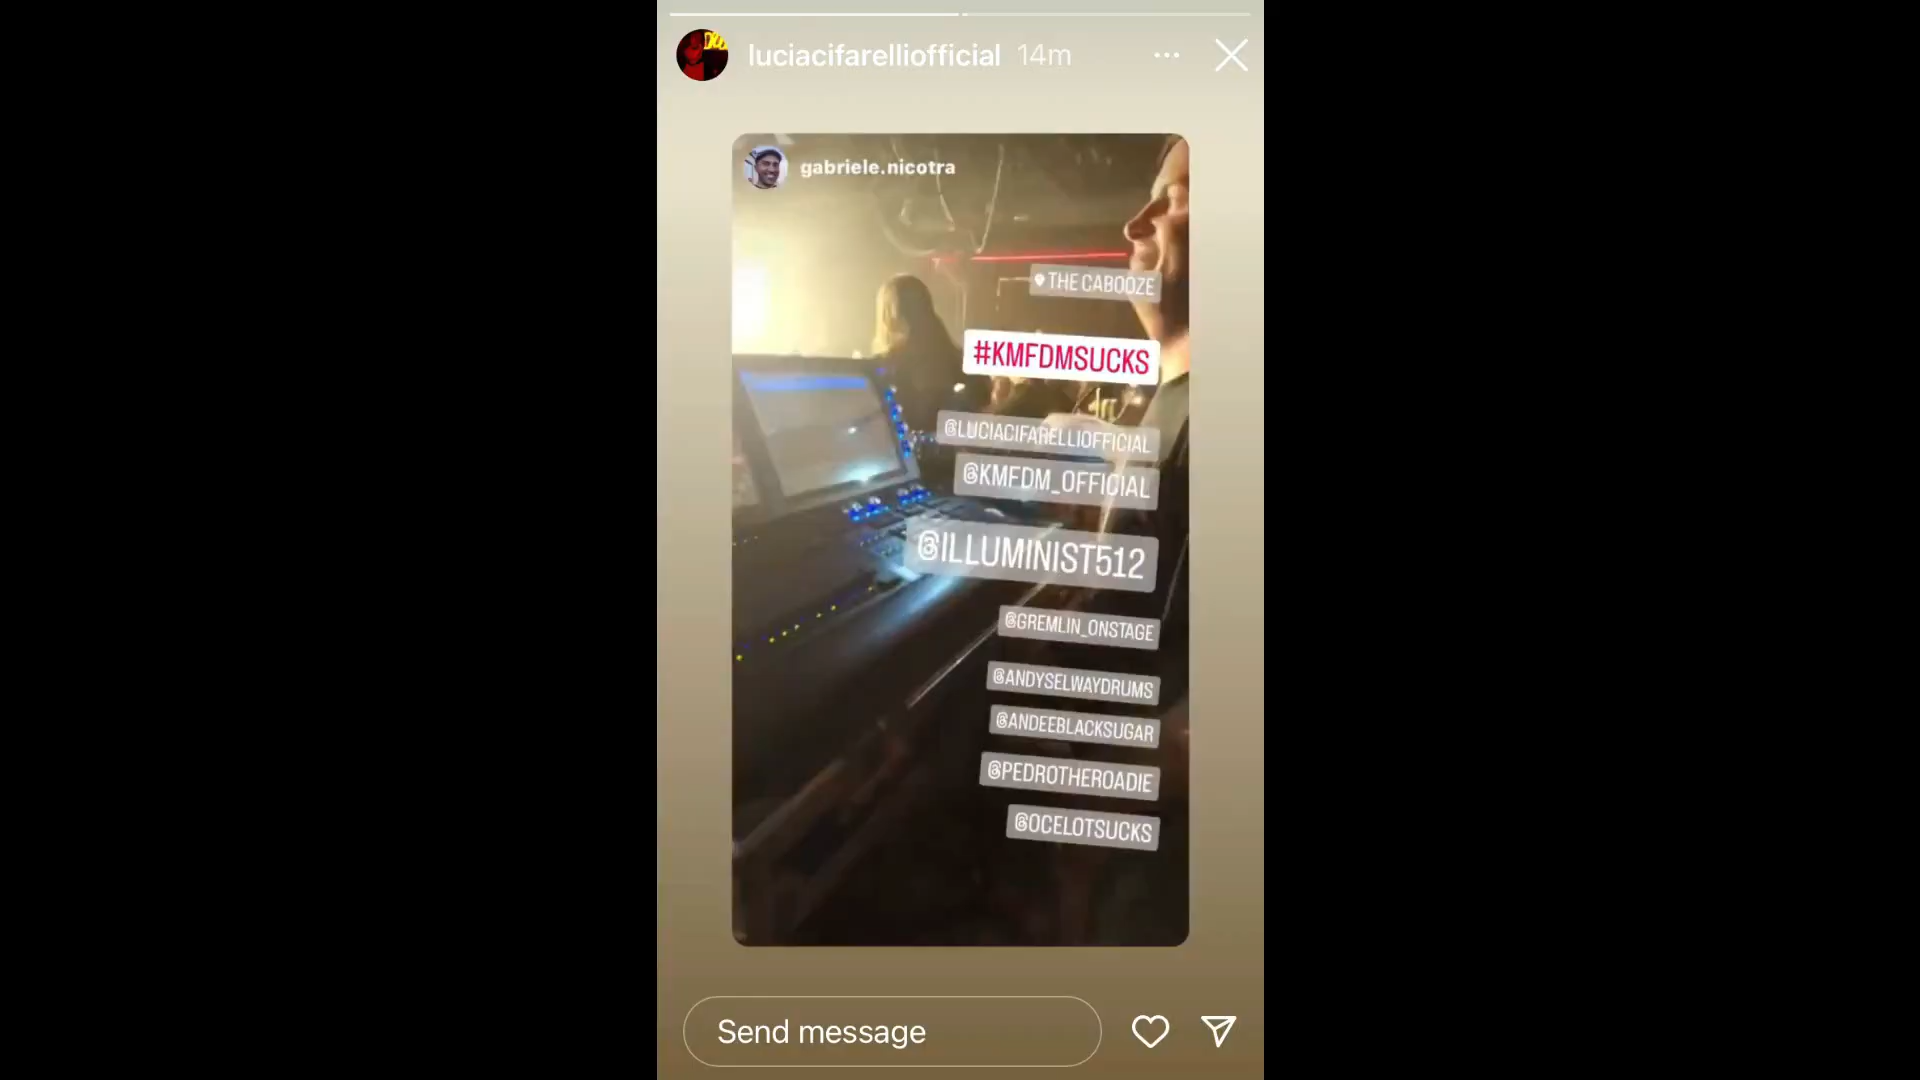 luciacifarelliofficial 14m
gabriele.nicotra
THE CABOOZE
#KMFDMSUCKS
@LUCIACIFARELLIOFFICIAL
@KMFDM_OFFICIAL
@ILLUMINIST512
@GREMLIN_ONSTAGE
@ANDYSELWAYDRUMS
@ANDEEBLACKSUGAR
@PEDROTHEROADIE
@OCELOTSUCKS
Send message